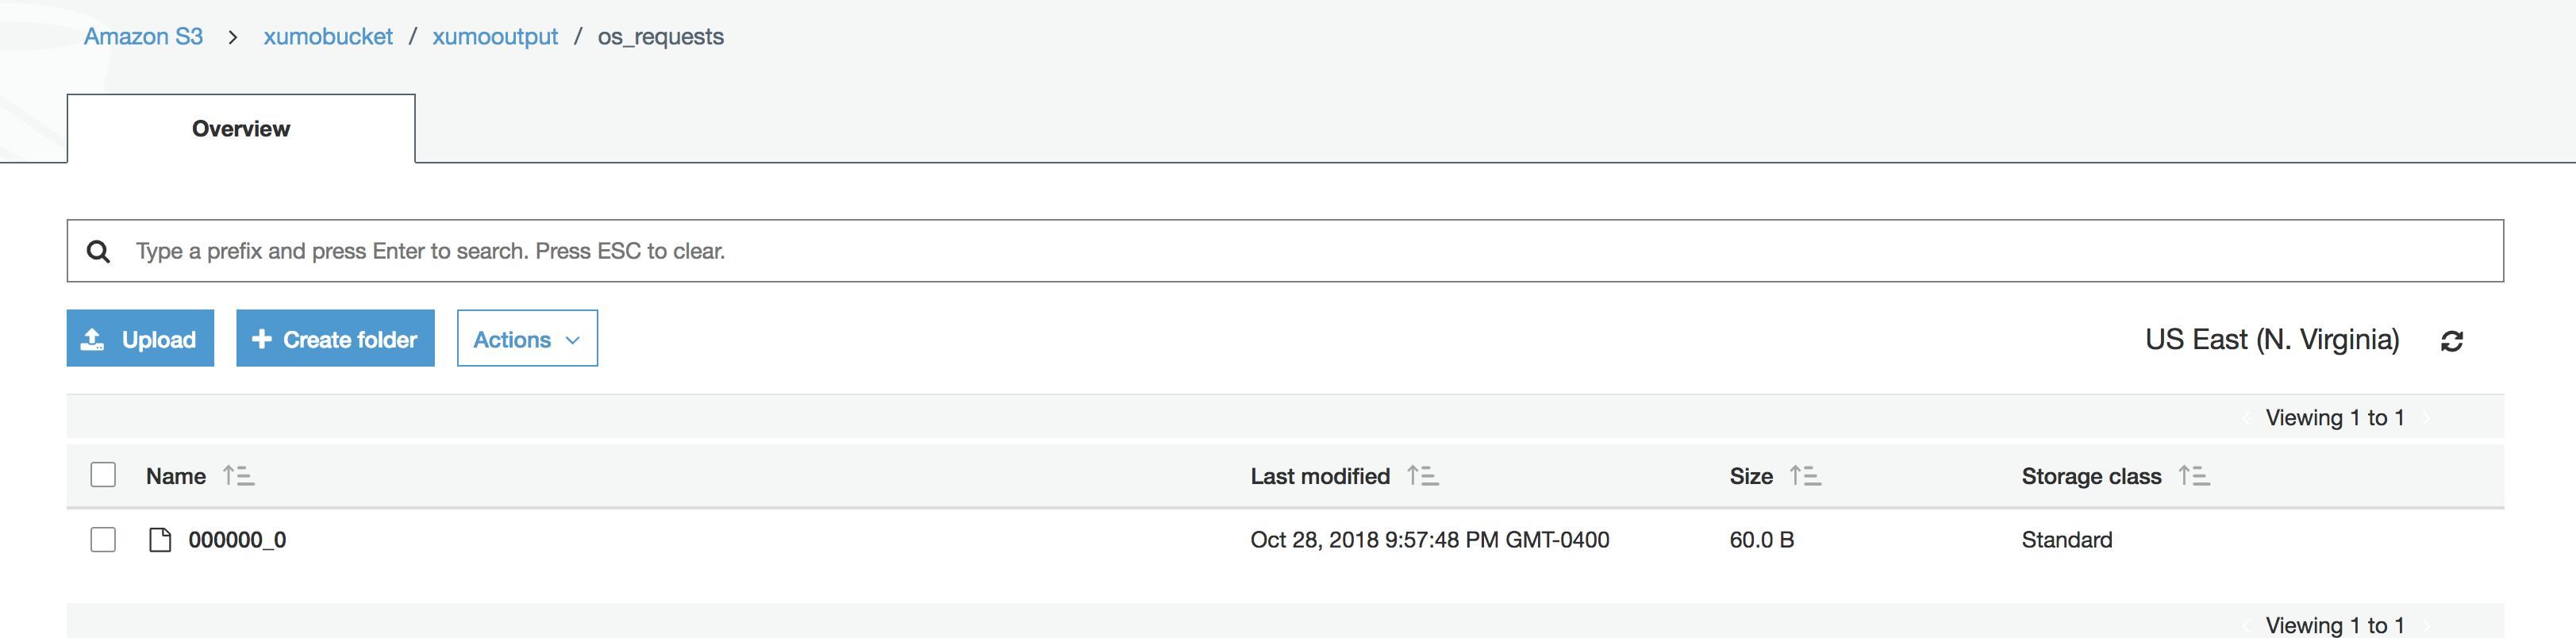 Amazon S3 > xumobucket / xumooutput / os_requests
Overview
Type a prefix and press Enter to search. Press ESC to clear.
Upload + Create folder Actions US East (N. Virginia)
Viewing 1 to 1
Name Last modified Size Storage class
000000_0 Oct 28, 2018 9:57:48 PM GMT-0400 60.0 B Standard
Viewing 1 to 1